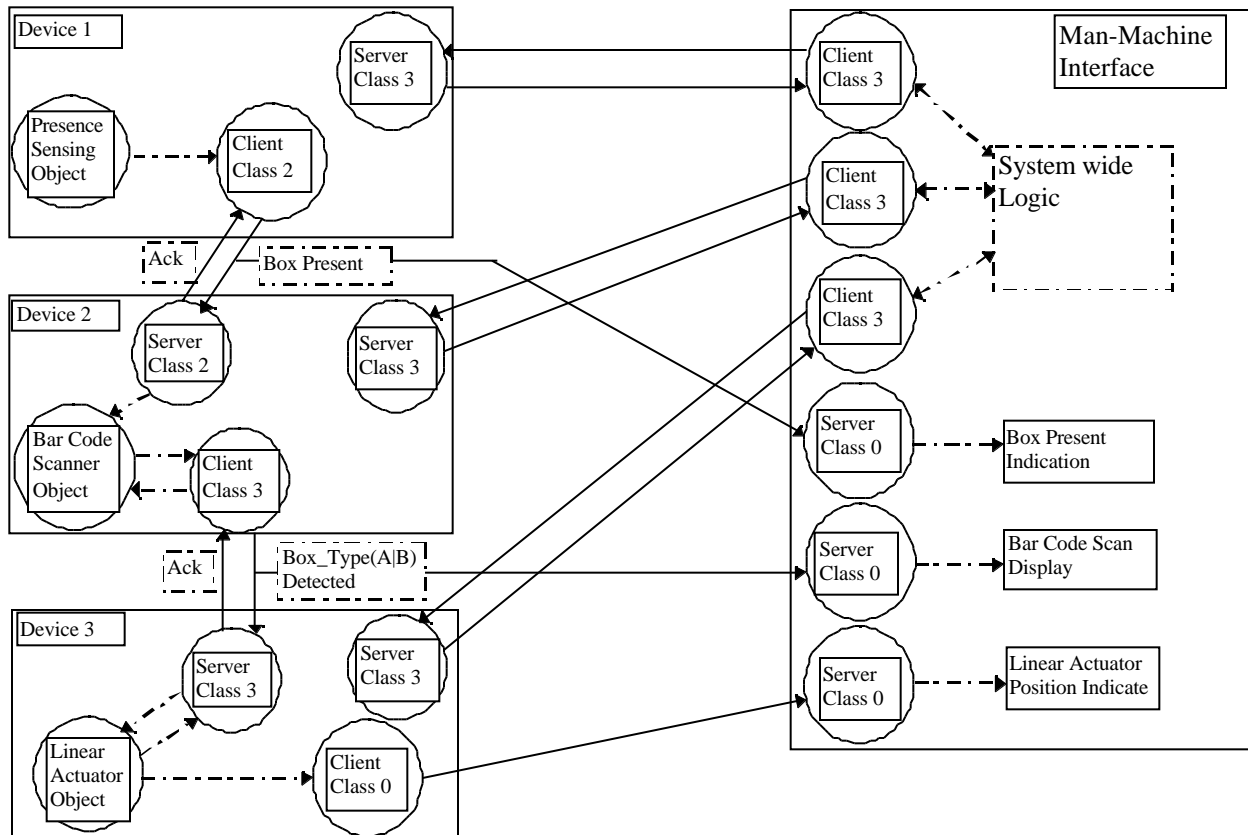 Device 1
Server
Class 3
Presence
Sensing
Object
Client
Class 2
Ack
Box Present
Device 2
Server
Class 2
Server
Class 3
Bar Code
Scanner
Object
Client
Class 3
Ack
Box_Type(A|B)
Detected
Device 3
Server
Class 3
Server
Class 3
Linear
Actuator
Object
Client
Class 0
Man-Machine
Interface
Client
Class 3
Client
Class 3
System wide
Logic
Client
Class 3
Server
Class 0
Box Present
Indication
Server
Class 0
Bar Code Scan
Display
Server
Class 0
Linear Actuator
Position Indicate